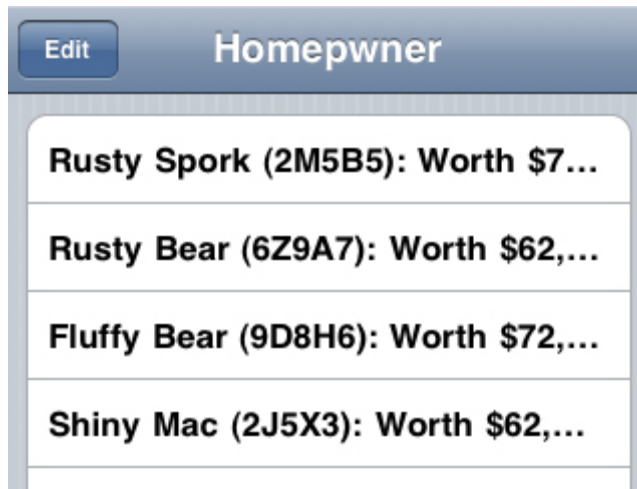 Edit
Homepwner
Rusty Spork (2M5B5): Worth $7...
Rusty Bear (6Z9A7): Worth $62,...
Fluffy Bear (9D8H6): Worth $72,...
Shiny Mac (2J5X3): Worth $62,...